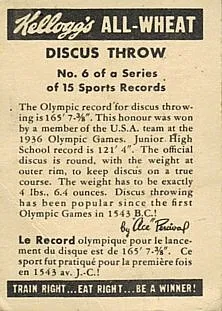 Kellogg's ALL-WHEAT
DISCUS THROW
No. 6 of a Series
of 15 Sports Records
The Olympic record for discus throw-
ing is 165' 7-⅜". This honour was won
by a member of the U.S.A. team at the
1936 Olympic Games. Junior High
School record is 121' 4". The official
discus is round, with the weight at
outer rim, to keep discus on a true
course. The weight has to be exactly
4 lbs., 6.4 ounces. Discus throwing
has been popular since the first
Olympic Games in 1543 B.C.!
by Ace Percival
Le Record olympique pour le lance-
ment du disque est de 165' 7-⅜". Ce
sport fut pratiqué pour la première fois
en 1543 av. J.-C.!
TRAIN RIGHT...EAT RIGHT...BE A WINNER!